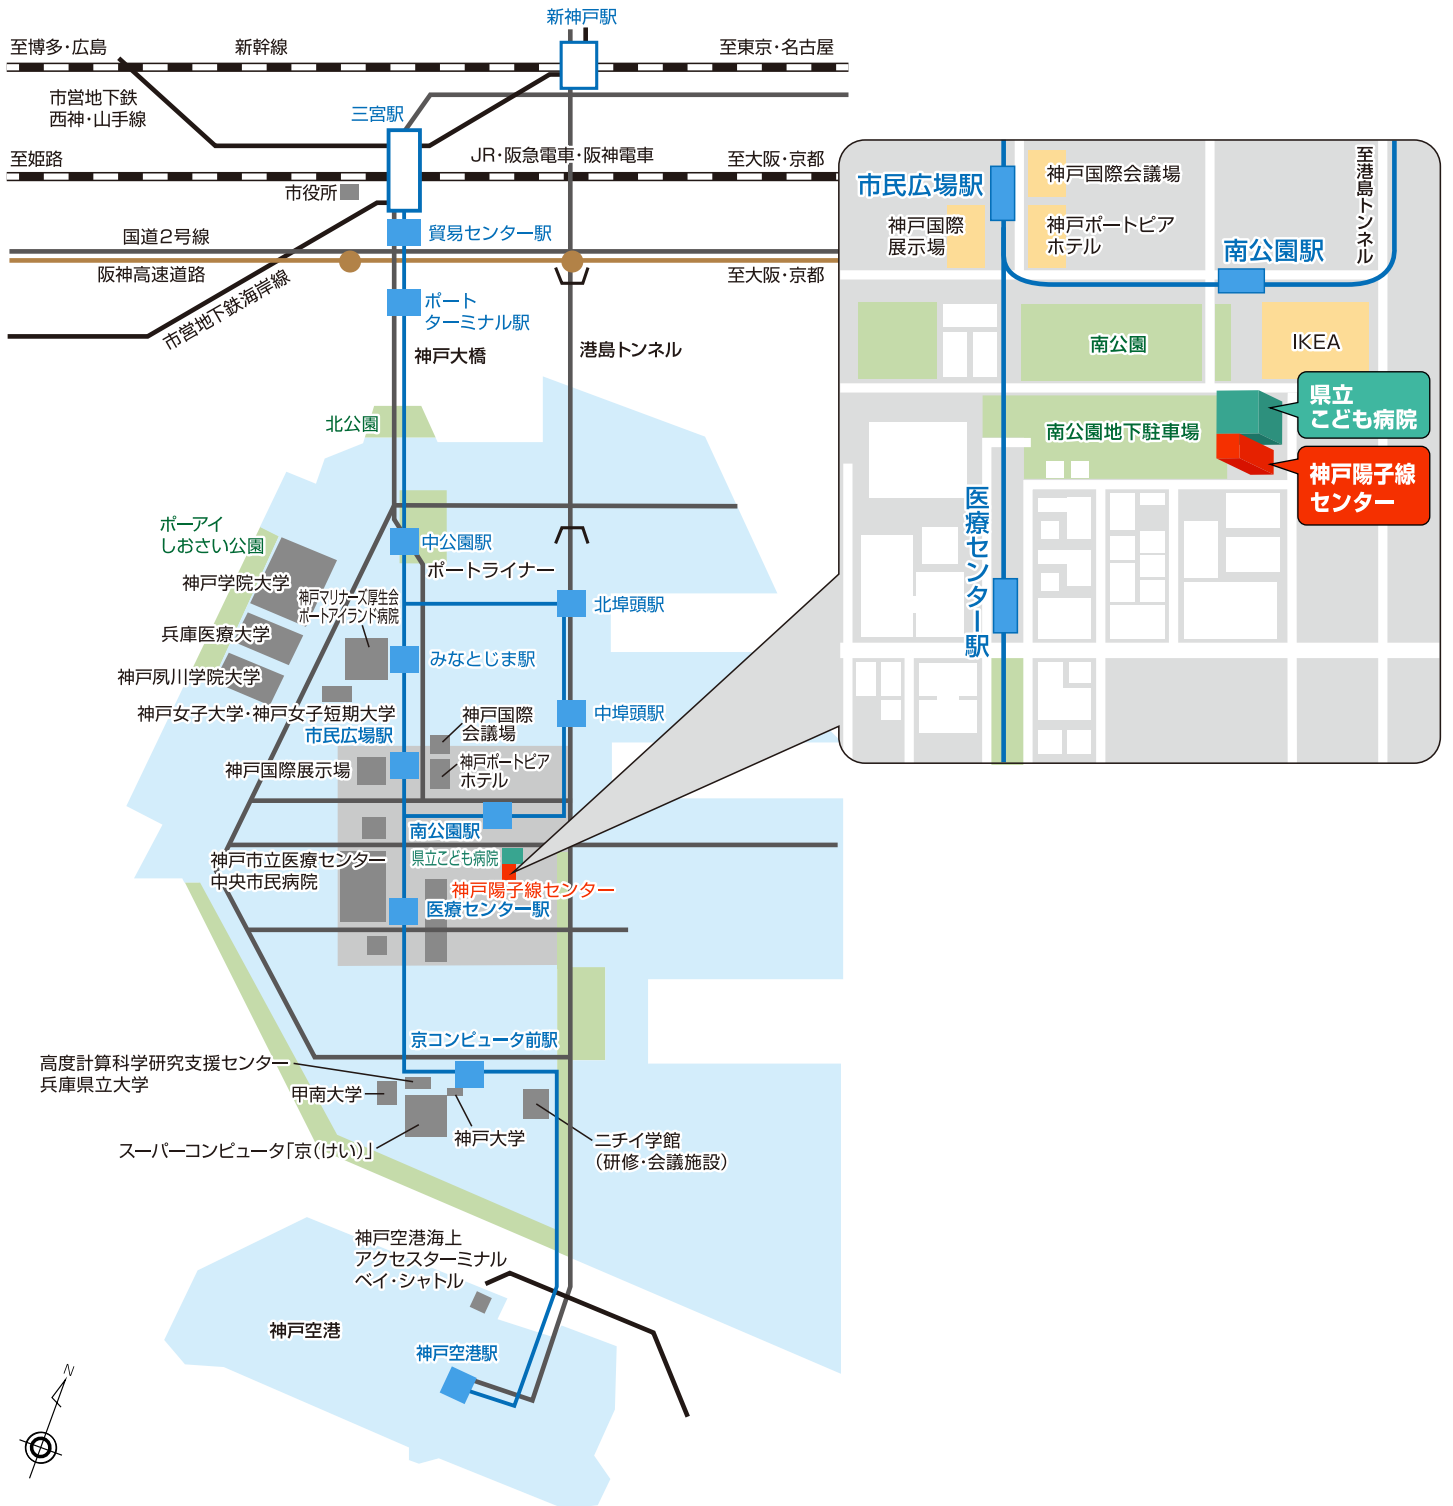 新神戸駅
至博多・広島
新幹線
至東京・名古屋
市営地下鉄
西神・山手線
三宮駅
至姫路
JR・阪急電車・阪神電車
至大阪・京都
市役所
国道2号線
貿易センター駅
阪神高速道路
至大阪・京都
市営地下鉄海岸線
ポート
ターミナル駅
神戸大橋
港島トンネル
北公園
ポーアイ
しおさい公園
中公園駅
ポートライナー
神戸学院大学
神戸マリナーズ厚生会
ポートアイランド病院
北埠頭駅
兵庫医療大学
みなとじま駅
神戸夙川学院大学
神戸女子大学・神戸女子短期大学
中埠頭駅
市民広場駅
神戸国際
会議場
神戸国際展示場
神戸ポートピア
ホテル
南公園駅
神戸市立医療センター
中央市民病院
県立こども病院
神戸陽子線センター
医療センター駅
京コンピュータ前駅
高度計算科学研究支援センター
兵庫県立大学
甲南大学
スーパーコンピュータ「京(けい)」
神戸大学
ニチイ学館
(研修・会議施設)
神戸空港海上
アクセスターミナル
ベイ・シャトル
神戸空港
神戸空港駅
N
市民広場駅
神戸国際会議場
神戸国際
展示場
神戸ポートピア
ホテル
南公園駅
至港島トンネル
南公園
IKEA
県立
こども病院
南公園地下駐車場
神戸陽子線
センター
医療センター駅